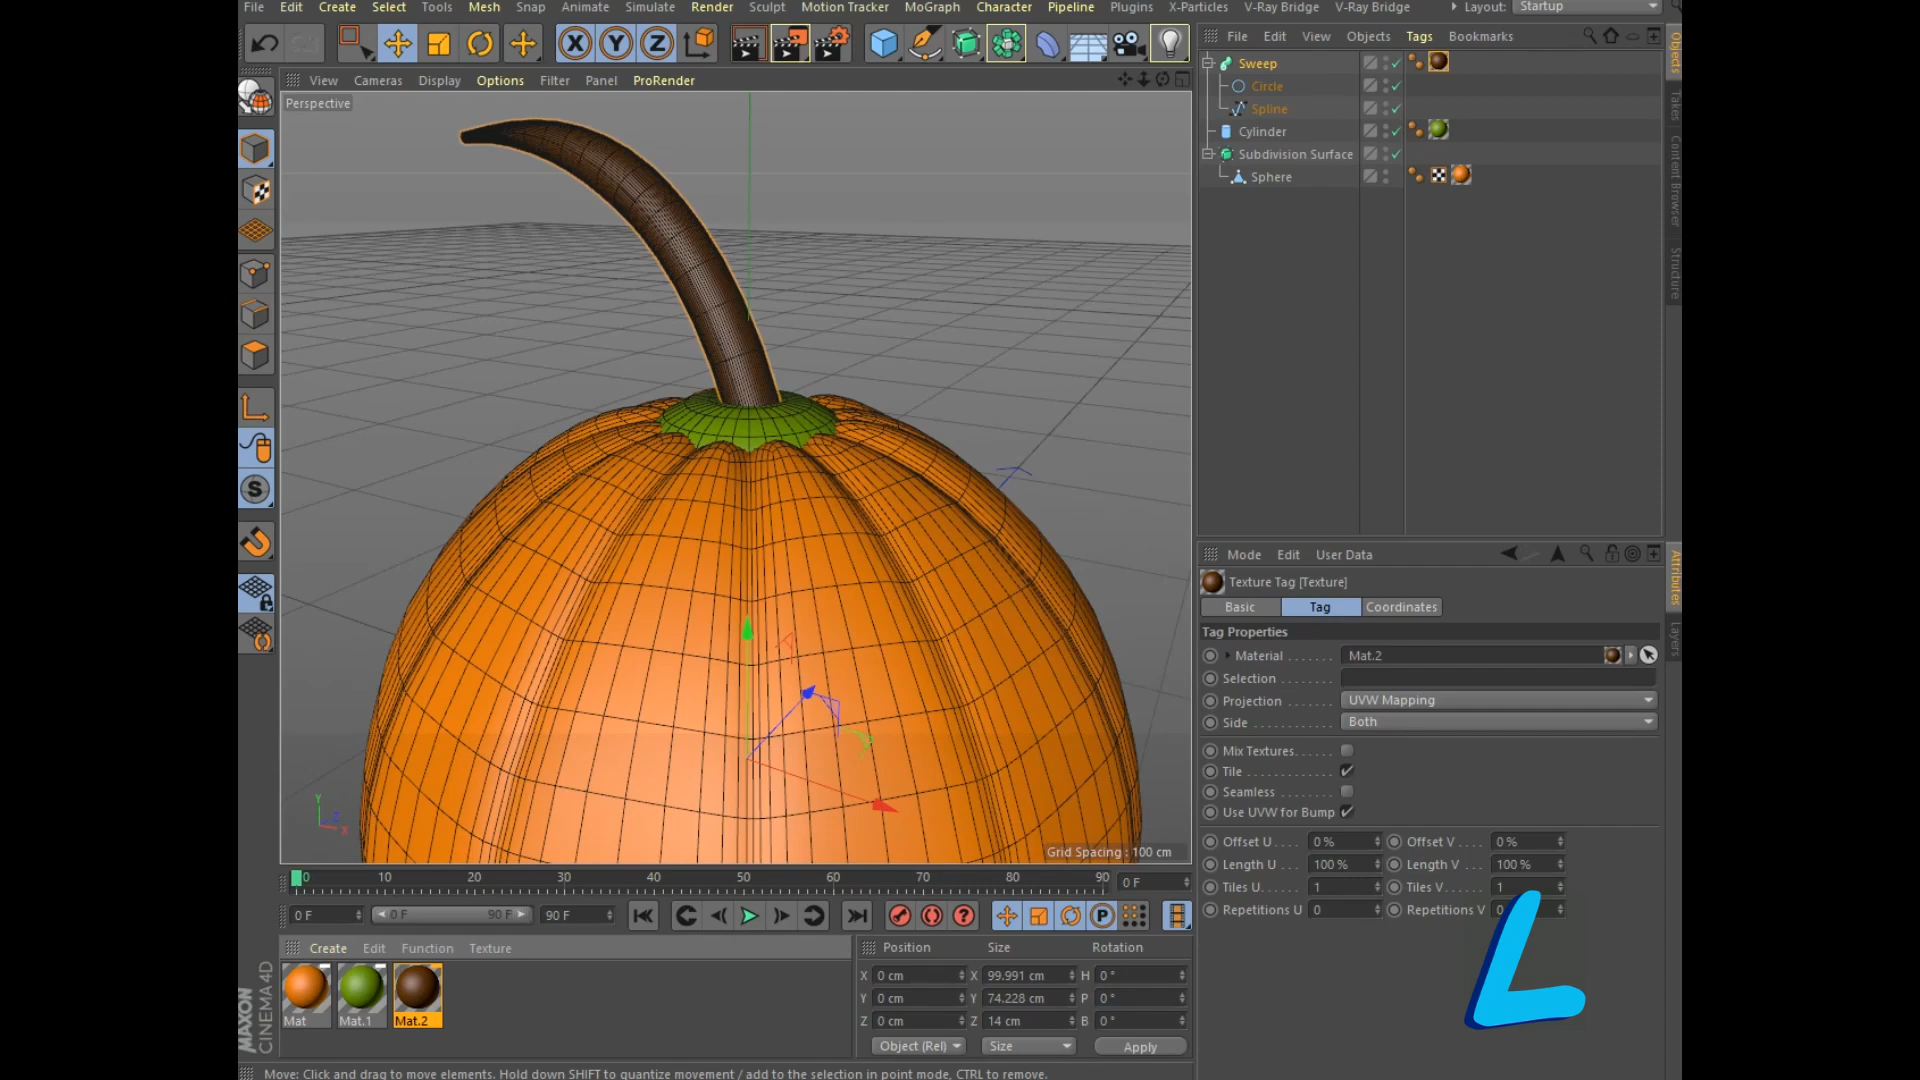 File Edit Create Select Tools Mesh Snap Animate Simulate Render Sculpt Motion Tracker MoGraph Character Pipeline Plugins X-Particles V-Ray Bridge V-Ray Bridge Layout: Startup
X Y Z
File Edit View Objects Tags Bookmarks
View Cameras Display Options Filter Panel ProRender
Perspective
Sweep
Circle
Spline
Cylinder
Subdivision Surface
Sphere
Objects
Takes
Content Browser
Structure
Mode Edit User Data
Texture Tag [Texture]
Basic Tag Coordinates
Tag Properties
Material . . . . . . . Mat.2
Selection . . . . . . . .
Projection . . . . . . . UVW Mapping
Side . . . . . . . . . . . Both
Mix Textures. . . . . .
Tile . . . . . . . . . . . .
Seamless . . . . . . . .
Use UVW for Bump
Offset U . . . . 0 % Offset V . . . . 0 %
Length U . . . 100 % Length V . . . 100 %
Tiles U. . . . . 1 Tiles V. . . . . . 1
Repetitions U 0 Repetitions V 0
Attributes
Layers
S
Y
Z
X
Grid Spacing : 100 cm
0 10 20 30 40 50 60 70 80 90 0 F
0 F 0 F 90 F 90 F
P
Create Edit Function Texture
Mat Mat.1 Mat.2
MAXON
CINEMA 4D
Position Size Rotation
X 0 cm X 99.991 cm H 0 °
Y 0 cm Y 74.228 cm P 0 °
Z 0 cm Z 14 cm B 0 °
Object (Rel) Size Apply
Move: Click and drag to move elements. Hold down SHIFT to quantize movement / add to the selection in point mode, CTRL to remove.
L